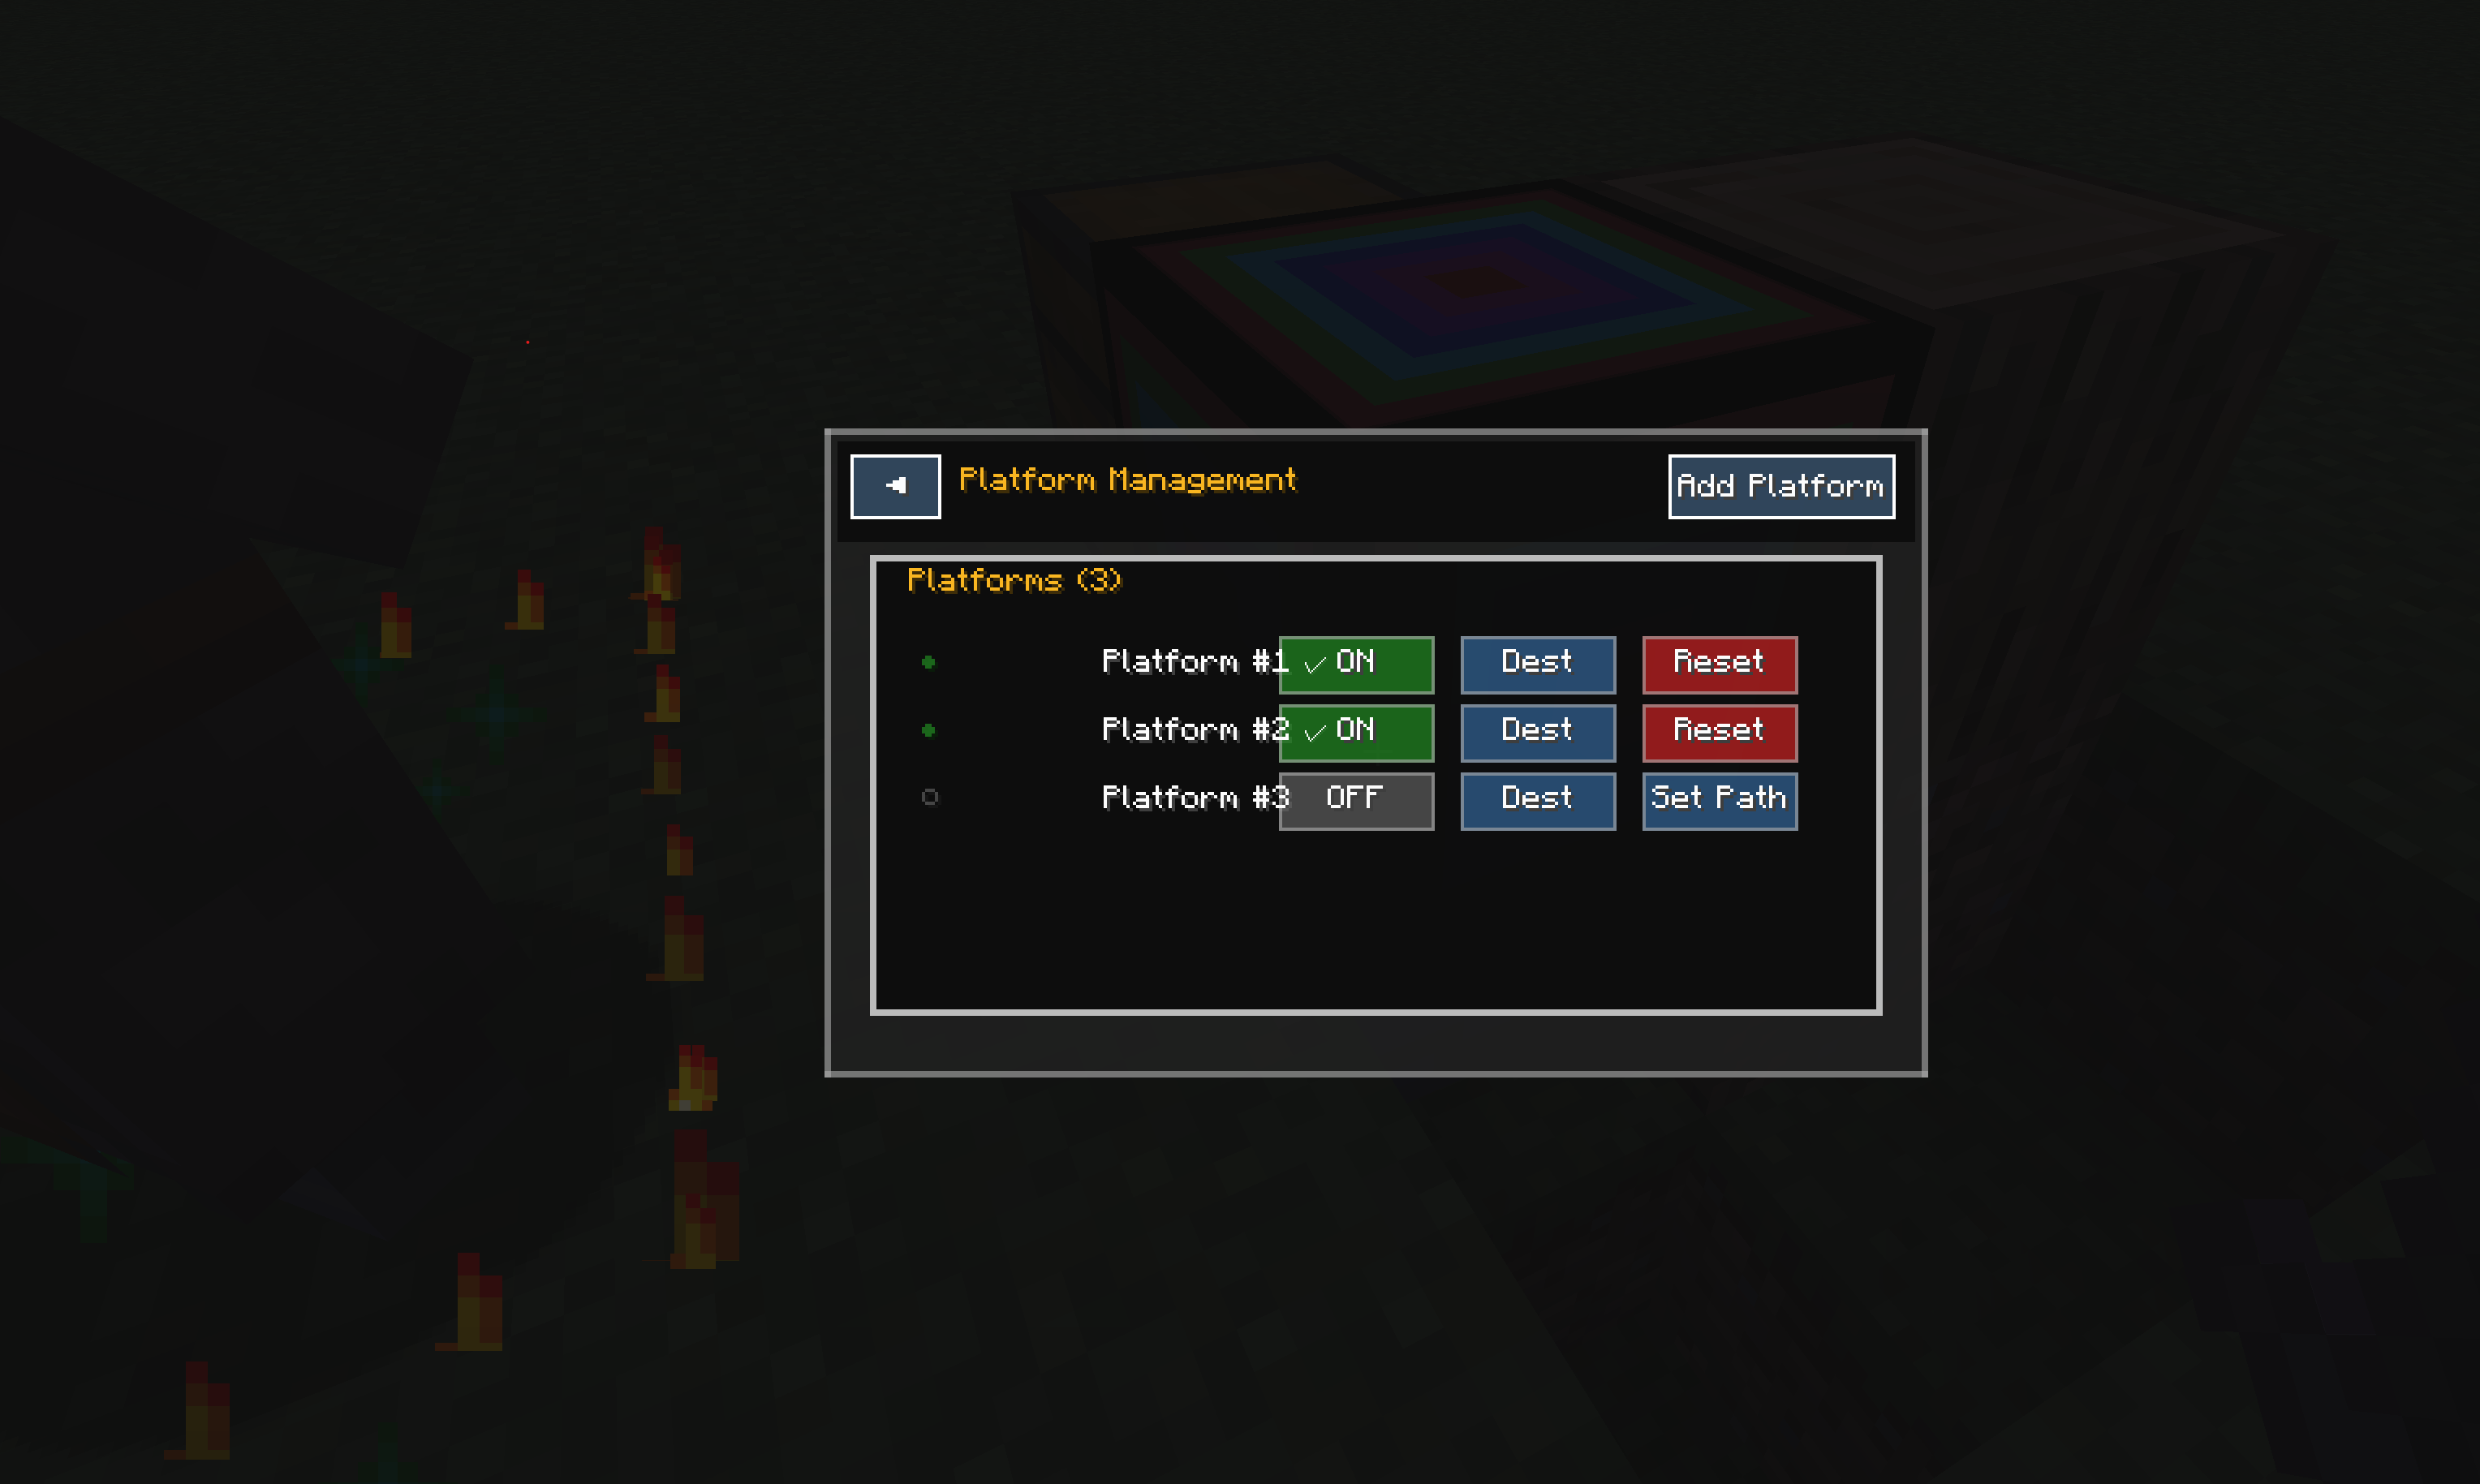 ◀ Platform Management Add Platform
Platforms (3)
Platform #1 ✓ ON Dest Reset
Platform #2 ✓ ON Dest Reset
Platform #3 OFF Dest Set Path